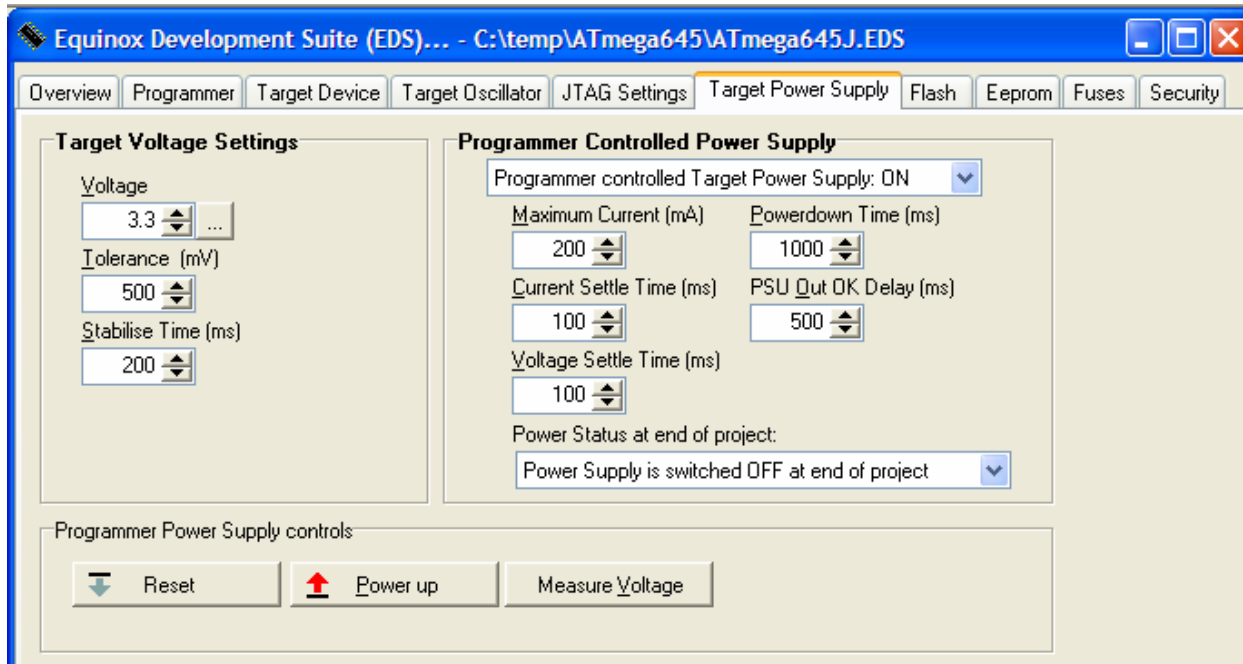 Equinox Development Suite (EDS)... - C:\temp\ATmega645\ATmega645J.EDS
Overview Programmer Target Device Target Oscillator JTAG Settings Target Power Supply Flash Eeprom Fuses Security
Target Voltage Settings
Voltage
3.3 ...
Tolerance (mV)
500
Stabilise Time (ms)
200
Programmer Controlled Power Supply
Programmer controlled Target Power Supply: ON
Maximum Current (mA) Powerdown Time (ms)
200 1000
Current Settle Time (ms) PSU Out OK Delay (ms)
100 500
Voltage Settle Time (ms)
100
Power Status at end of project:
Power Supply is switched OFF at end of project
Programmer Power Supply controls
Reset Power up Measure Voltage